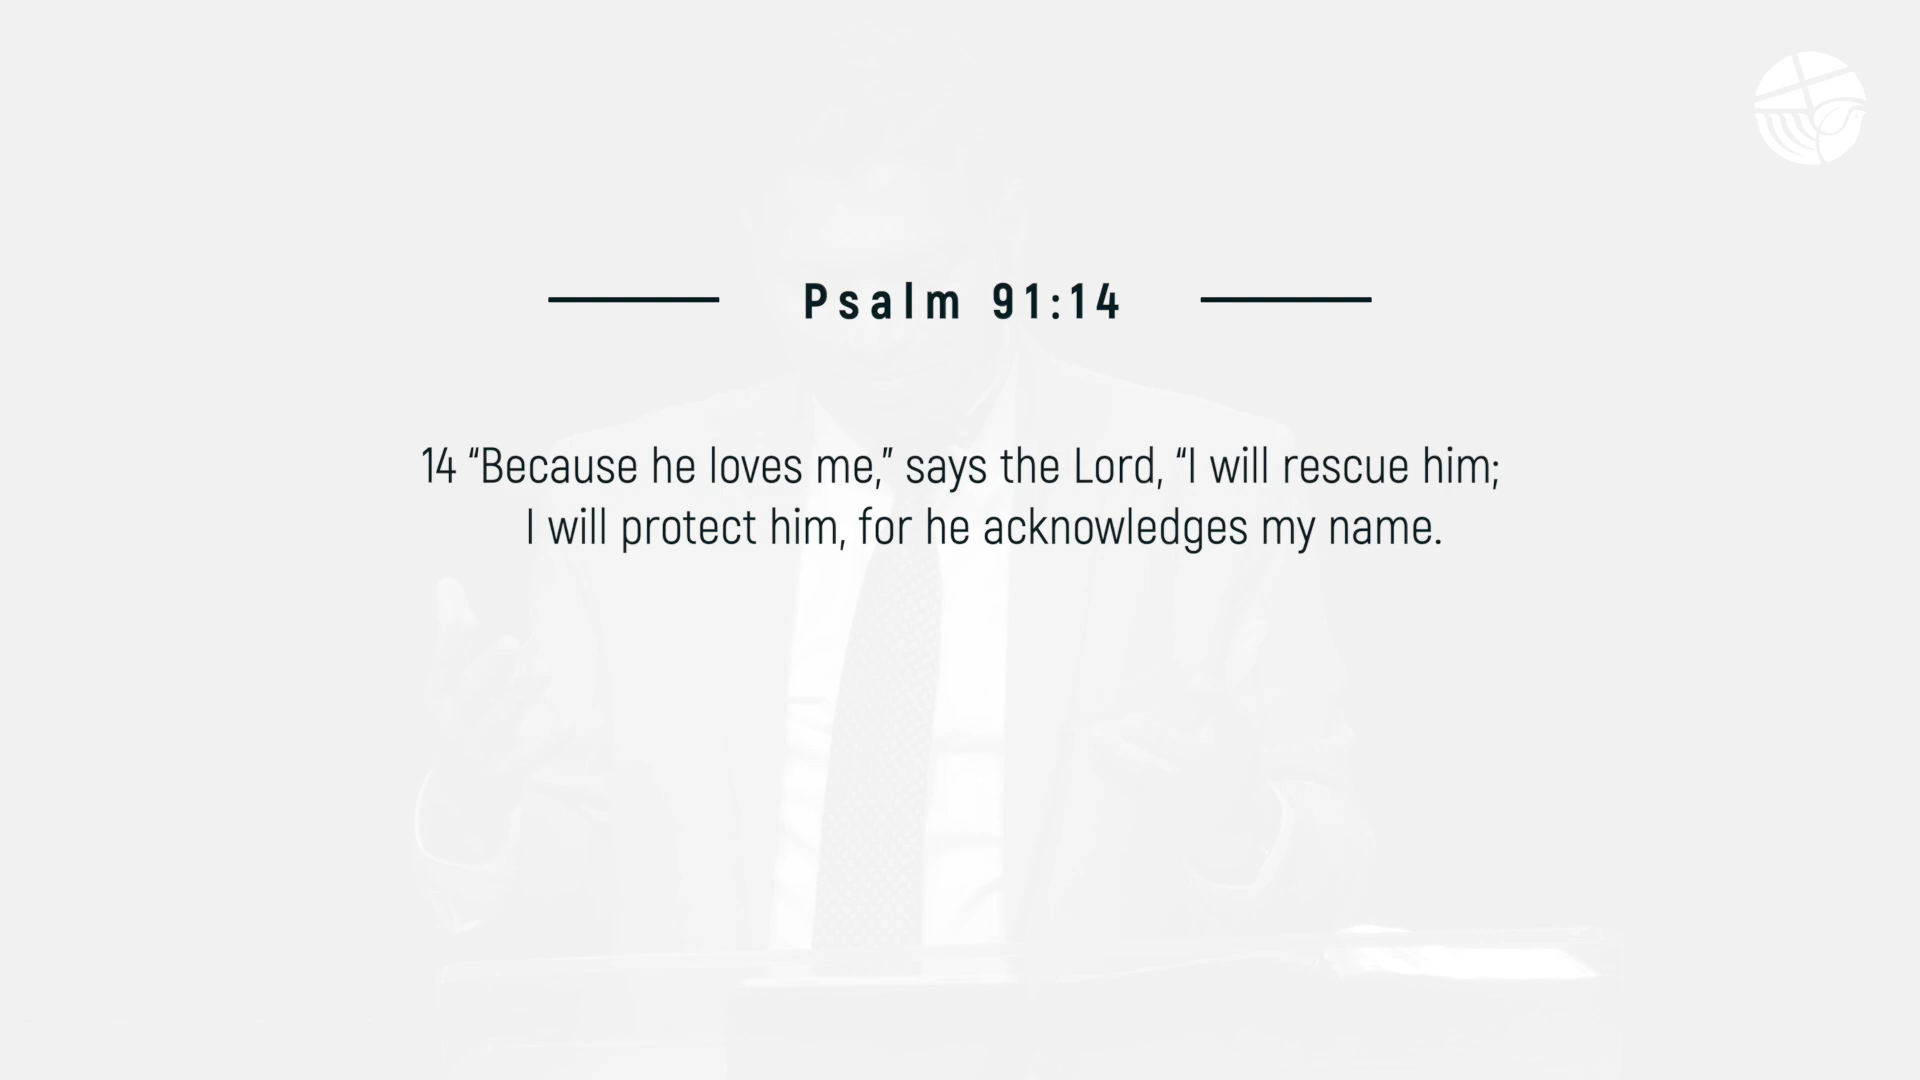 Psalm 91:14
14 “Because he loves me,” says the Lord, “I will rescue him;
I will protect him, for he acknowledges my name.